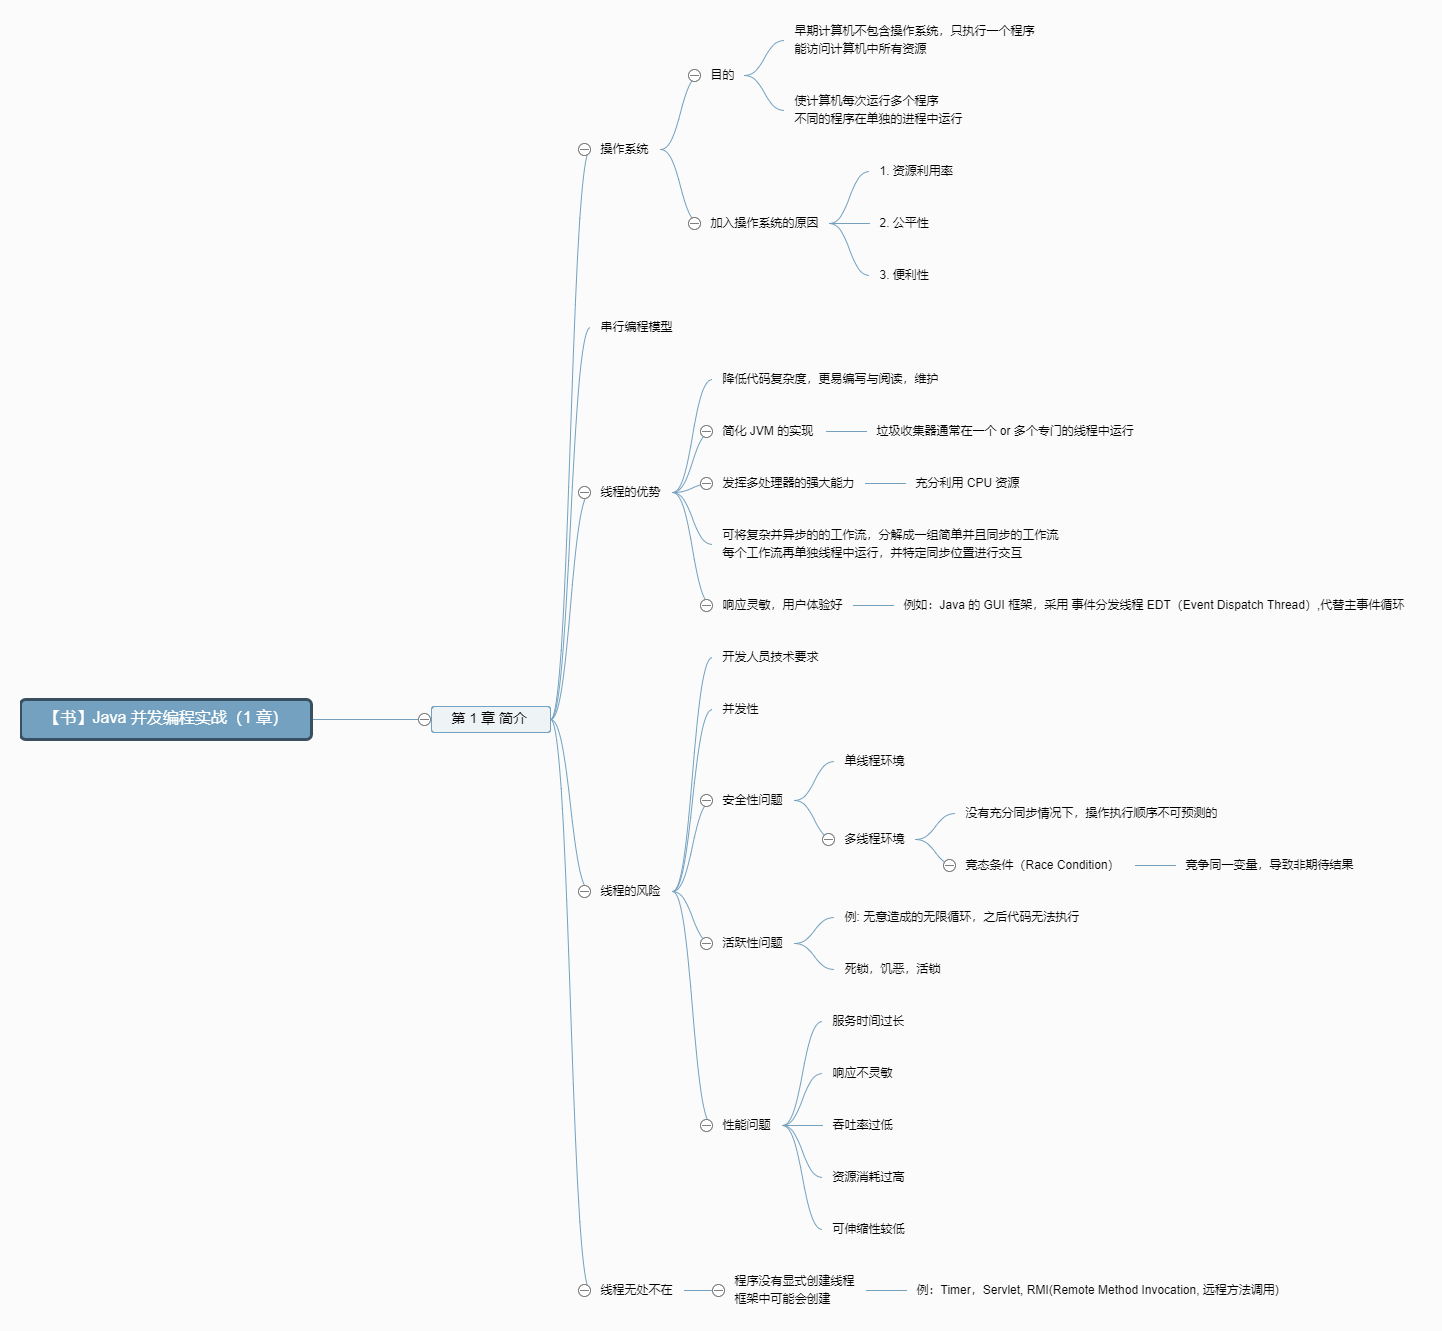 【书】Java 并发编程实战（1 章）
第 1 章 简介
操作系统
目的
早期计算机不包含操作系统，只执行一个程序
能访问计算机中所有资源
使计算机每次运行多个程序
不同的程序在单独的进程中运行
加入操作系统的原因
1. 资源利用率
2. 公平性
3. 便利性
串行编程模型
线程的优势
降低代码复杂度，更易编写与阅读，维护
简化 JVM 的实现
垃圾收集器通常在一个 or 多个专门的线程中运行
发挥多处理器的强大能力
充分利用 CPU 资源
可将复杂并异步的的工作流，分解成一组简单并且同步的工作流
每个工作流再单独线程中运行，并特定同步位置进行交互
响应灵敏，用户体验好
例如：Java 的 GUI 框架，采用 事件分发线程 EDT（Event Dispatch Thread）,代替主事件循环
线程的风险
开发人员技术要求
并发性
安全性问题
单线程环境
多线程环境
没有充分同步情况下，操作执行顺序不可预测的
竞态条件（Race Condition）
竞争同一变量，导致非期待结果
活跃性问题
例: 无意造成的无限循环，之后代码无法执行
死锁，饥恶，活锁
性能问题
服务时间过长
响应不灵敏
吞吐率过低
资源消耗过高
可伸缩性较低
线程无处不在
程序没有显式创建线程
框架中可能会创建
例：Timer，Servlet, RMI(Remote Method Invocation, 远程方法调用)